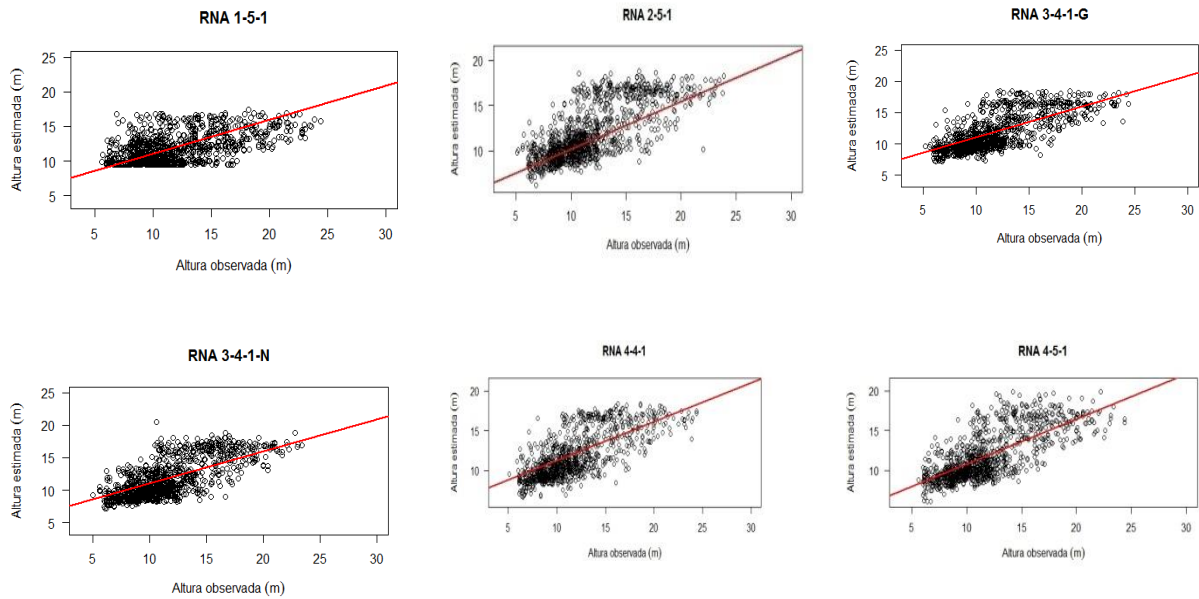 RNA 1-5-1
Altura estimada (m)
25
20
15
10
5
5 10 15 20 25 30
Altura observada (m)
RNA 2-5-1
Altura estimada (m)
20
15
10
5 10 15 20 25 30
Altura observada (m)
RNA 3-4-1-G
Altura estimada (m)
25
20
15
10
5
5 10 15 20 25 30
Altura observada (m)
RNA 3-4-1-N
Altura estimada (m)
25
20
15
10
5
5 10 15 20 25 30
Altura observada (m)
RNA 4-4-1
Altura estimada (m)
20
15
10
5 10 15 20 25 30
Altura observada (m)
RNA 4-5-1
Altura estimada (m)
20
15
10
5 10 15 20 25 30
Altura observada (m)